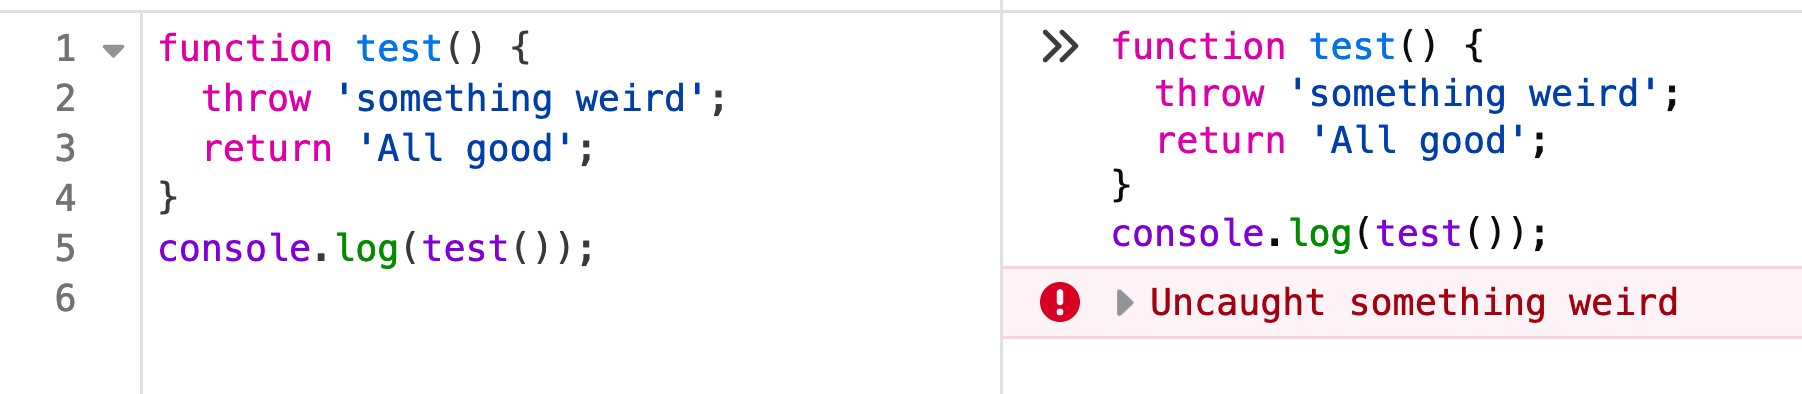 1 function test() {
2 throw 'something weird';
3 return 'All good';
4 }
5 console.log(test());
6
function test() {
throw 'something weird';
return 'All good';
}
console.log(test());
Uncaught something weird